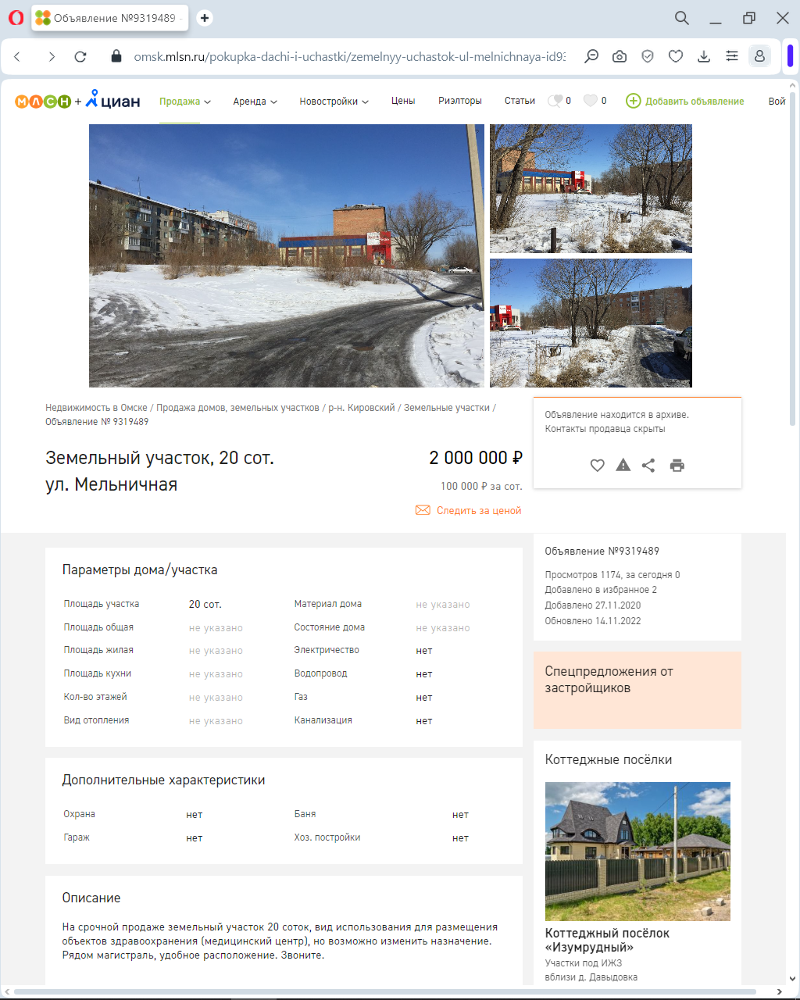 Объявление №9319489 -
omsk.mlsn.ru/pokupka-dachi-i-uchastki/zemelnyy-uchastok-ul-melnichnaya-id93
МЛСН + циан
Продажа
Аренда
Новостройки
Цены
Риэлторы
Статьи
0
0
Добавить объявление
Вой
Недвижимость в Омске / Продажа домов, земельных участков / р-н. Кировский / Земельные участки /
Объявление № 9319489
Объявление находится в архиве.
Контакты продавца скрыты
Земельный участок, 20 сот.
ул. Мельничная
2 000 000 ₽
100 000 ₽ за сот.
Следить за ценой
Объявление №9319489
Просмотров 1174, за сегодня 0
Добавлено в избранное 2
Добавлено 27.11.2020
Обновлено 14.11.2022
Параметры дома/участка
Площадь участка 20 сот. Материал дома не указано
Площадь общая не указано Состояние дома не указано
Площадь жилая не указано Электричество нет
Площадь кухни не указано Водопровод нет
Кол-во этажей не указано Газ нет
Вид отопления не указано Канализация нет
Спецпредложения от
застройщиков
Дополнительные характеристики
Охрана нет Баня нет
Гараж нет Хоз. постройки нет
Коттеджные посёлки
Коттеджный посёлок
«Изумрудный»
Участки под ИЖЗ
вблизи д. Давыдовка
Описание
На срочной продаже земельный участок 20 соток, вид использования для размещения
объектов здравоохранения (медицинский центр), но возможно изменить назначение.
Рядом магистраль, удобное расположение. Звоните.